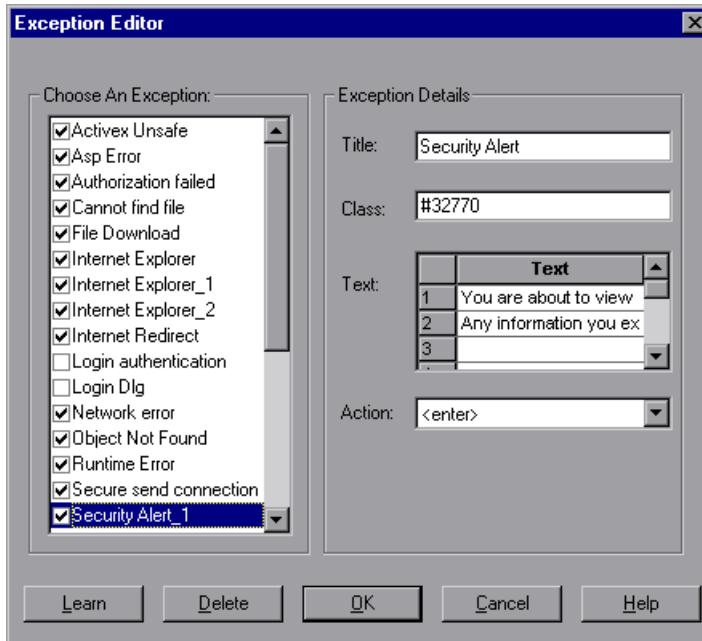 Exception Editor
Choose An Exception:
Activex Unsafe
Asp Error
Authorization failed
Cannot find file
File Download
Internet Explorer
Internet Explorer_1
Internet Explorer_2
Internet Redirect
Login authentication
Login Dlg
Network error
Object Not Found
Runtime Error
Secure send connection
Security Alert_1
Exception Details
Title: Security Alert
Class: #32770
Text:
Text
1 You are about to view
2 Any information you ex
3
Action: <enter>
Learn Delete OK Cancel Help